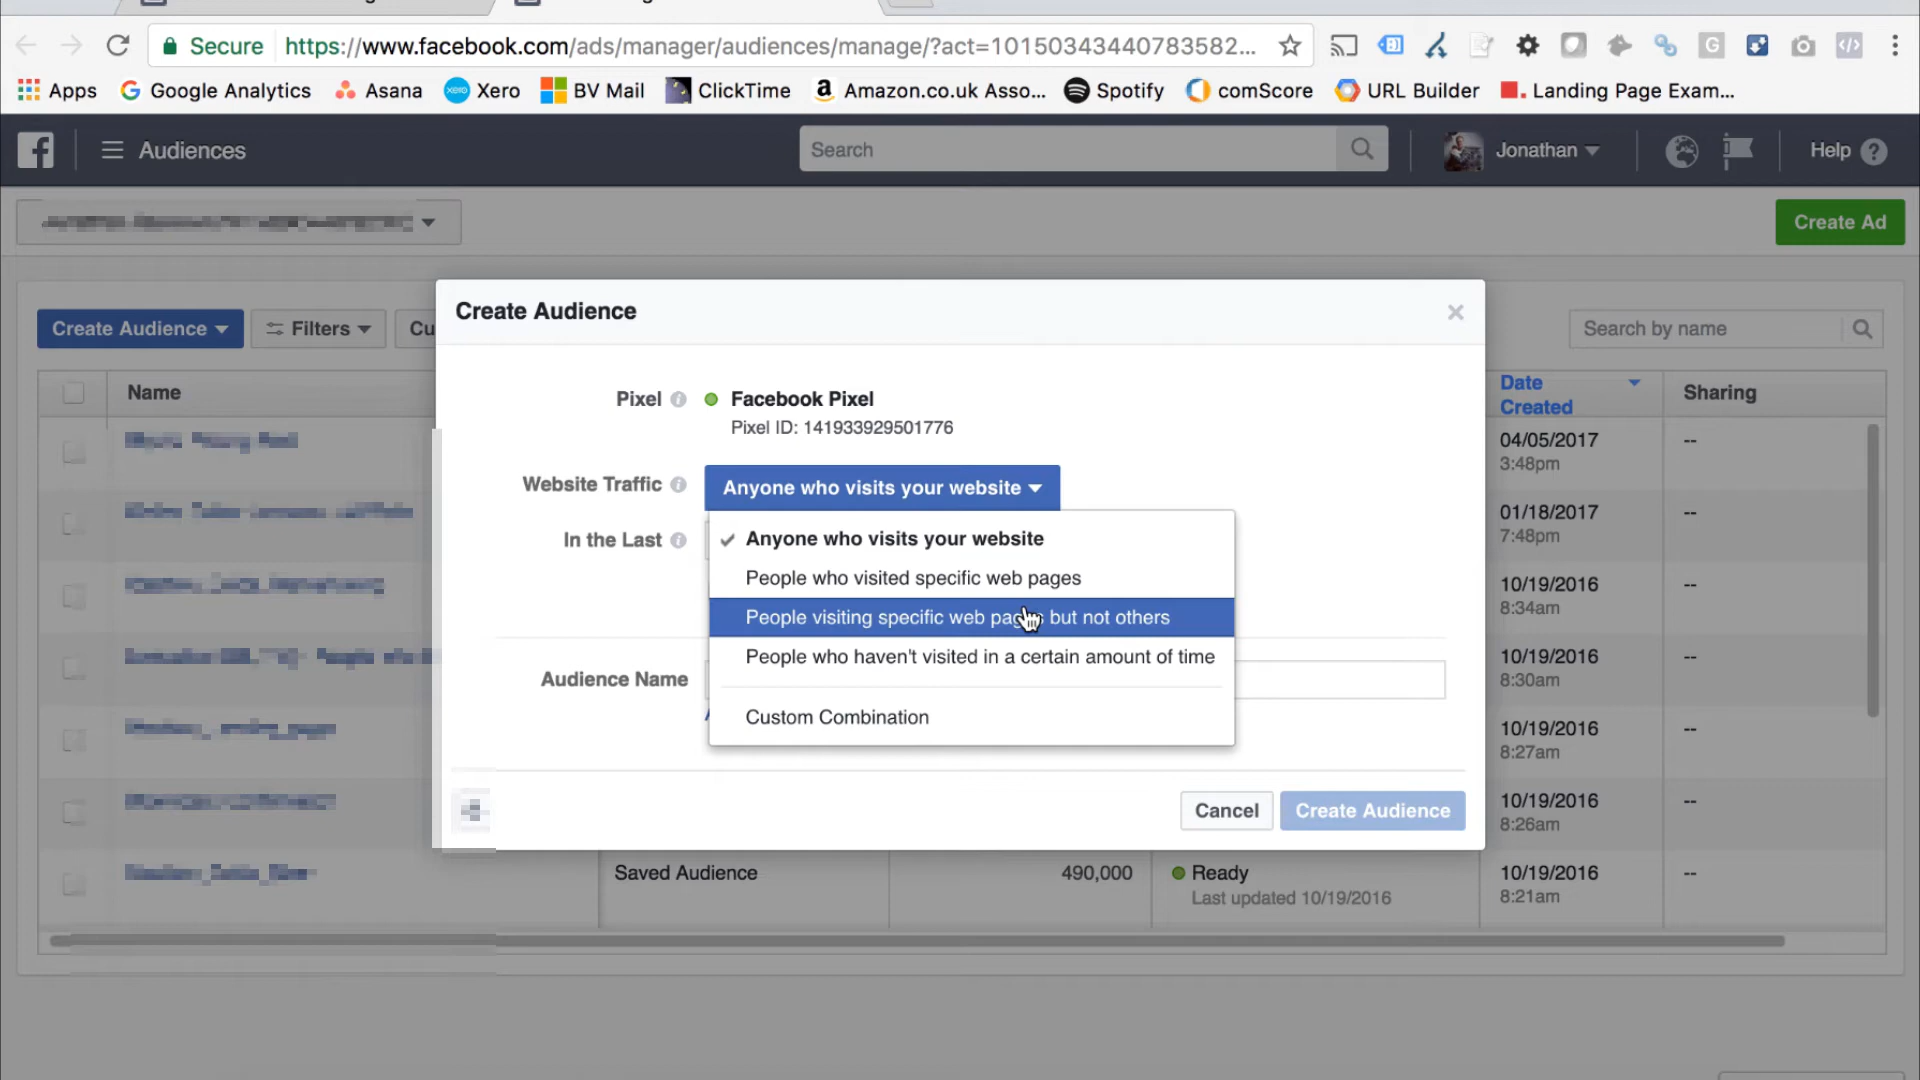 Secure https://www.facebook.com/ads/manager/audiences/manage/?act=10150343440783582...
Apps Google Analytics Asana Xero BV Mail ClickTime Amazon.co.uk Asso... Spotify comScore URL Builder Landing Page Exam...
Audiences Search Jonathan Help
Create Ad
Create Audience
Create Audience Filters Cu Search by name
Name Date Created Sharing
Pixel Facebook Pixel
Pixel ID: 141933929501776
04/05/2017 --
3:48pm
Website Traffic Anyone who visits your website
01/18/2017 --
7:48pm
In the Last Anyone who visits your website
People who visited specific web pages
10/19/2016 --
8:34am
People visiting specific web pages but not others
People who haven't visited in a certain amount of time
10/19/2016 --
8:30am
Audience Name
Custom Combination
10/19/2016 --
8:27am
Cancel Create Audience
10/19/2016 --
8:26am
Saved Audience 490,000 Ready 10/19/2016 --
Last updated 10/19/2016 8:21am